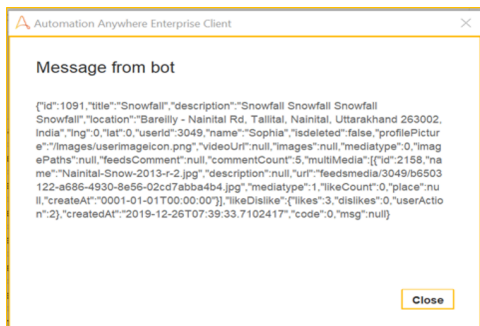 Automation Anywhere Enterprise Client
Message from bot
{"id":1091,"title":"Snowfall","description":"Snowfall Snowfall Snowfall
Snowfall","location":"Bareilly - Nainital Rd, Tallital, Nainital, Uttarakhand 263002,
India","lng":0,"lat":0,"userId":3049,"name":"Sophia","isdeleted":false,"profilePictur
e":"/Images/userimageicon.png","videoUrl":null,"images":null,"mediatype":0,"imag
ePaths":null,"feedsComment":null,"commentCount":5,"multiMedia":[{"id":2158,"na
me":"Nainital-Snow-2013-r-2.jpg","description":null,"url":"feedsmedia/3049/b6503
122-a686-4930-8e56-02cd7abba4b4.jpg","mediatype":1,"likeCount":0,"place":nu
ll,"createAt":"0001-01-01T00:00:00"}],"likeDislike":{"likes":3,"dislikes":0,"userActio
n":2},"createdAt":"2019-12-26T07:39:33.7102417","code":0,"msg":null}
Close